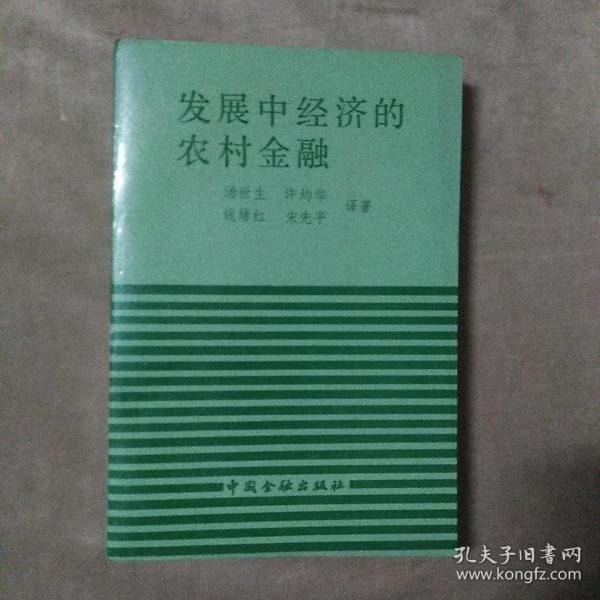 发展中经济的
农村金融
汤世生 许均华
译著
钱绪红 宋先平
中国金融出版社
孔夫子旧书网
www.kongfz.com